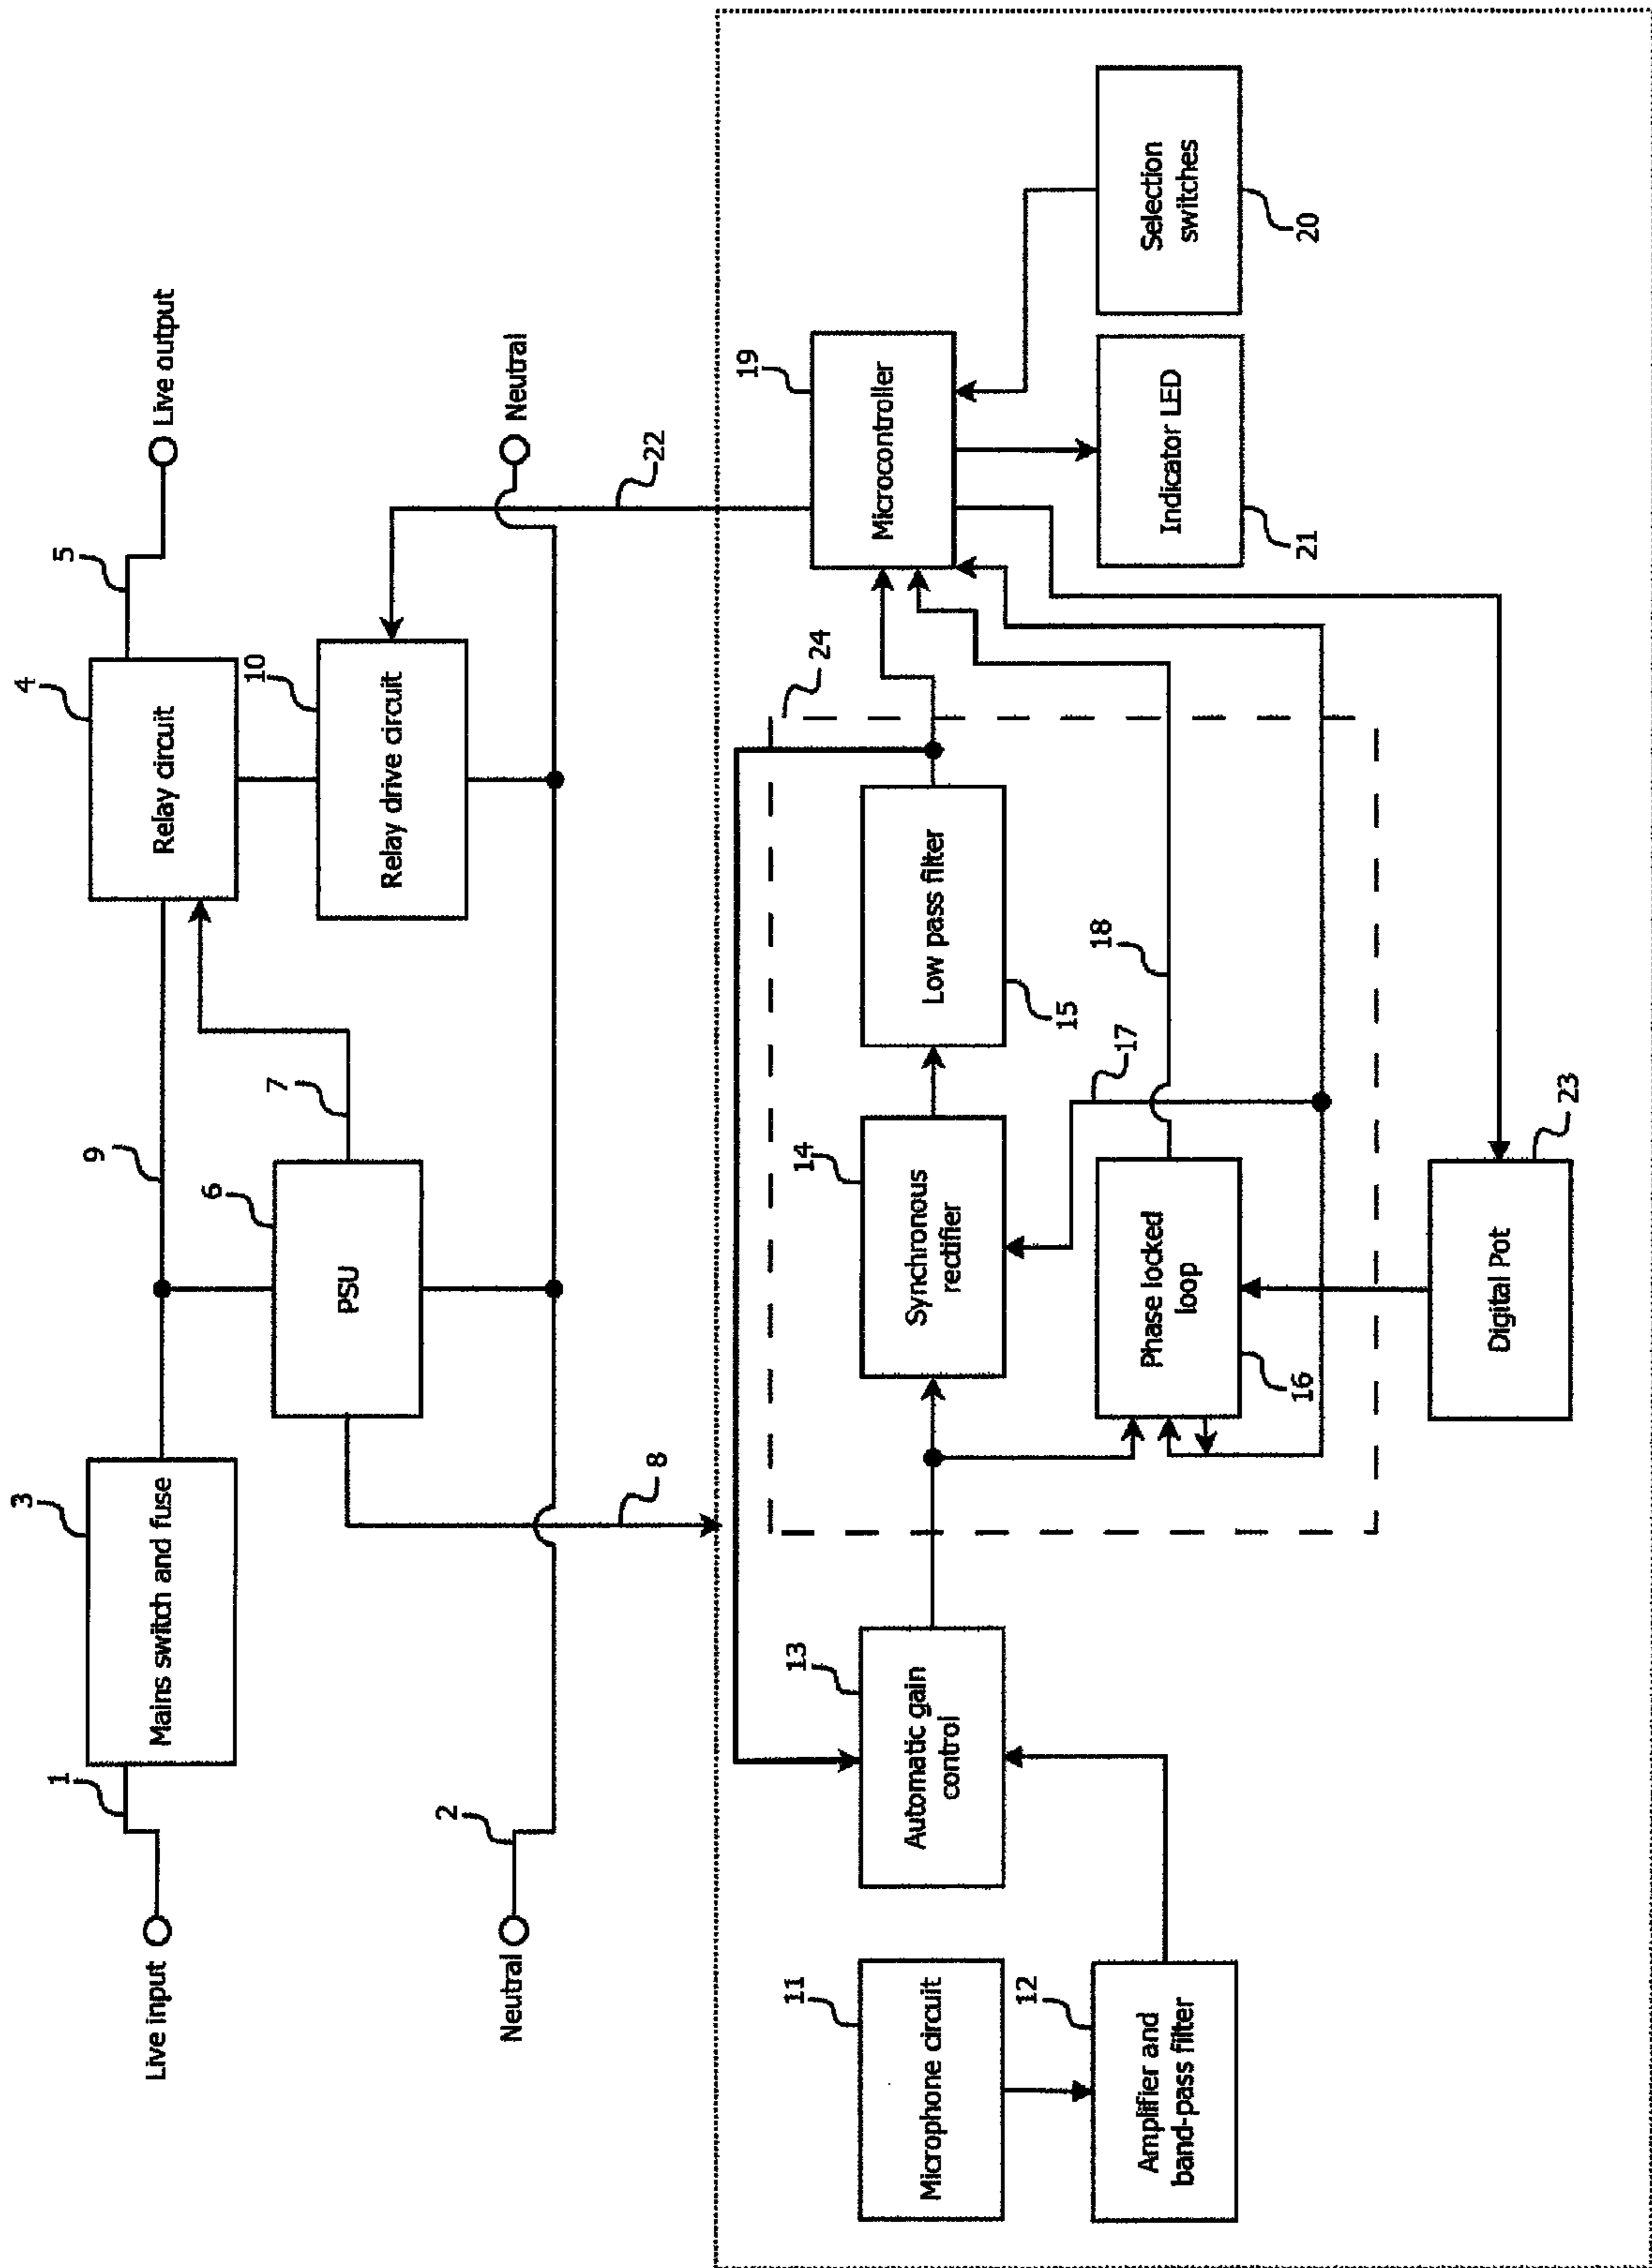 Live input
1
3
Mains switch and fuse
9
4
Relay circuit
5
Live output
6
PSU
7
10
Relay drive circuit
Neutral
2
Neutral
8
22
11
Microphone circuit
12
Amplifier and
band-pass filter
13
Automatic gain
control
14
Synchronous
rectifier
Low pass filter
15
24
19
Microcontroller
Phase locked
loop
16
17
18
Indicator LED
21
Selection
switches
20
Digital Pot
23